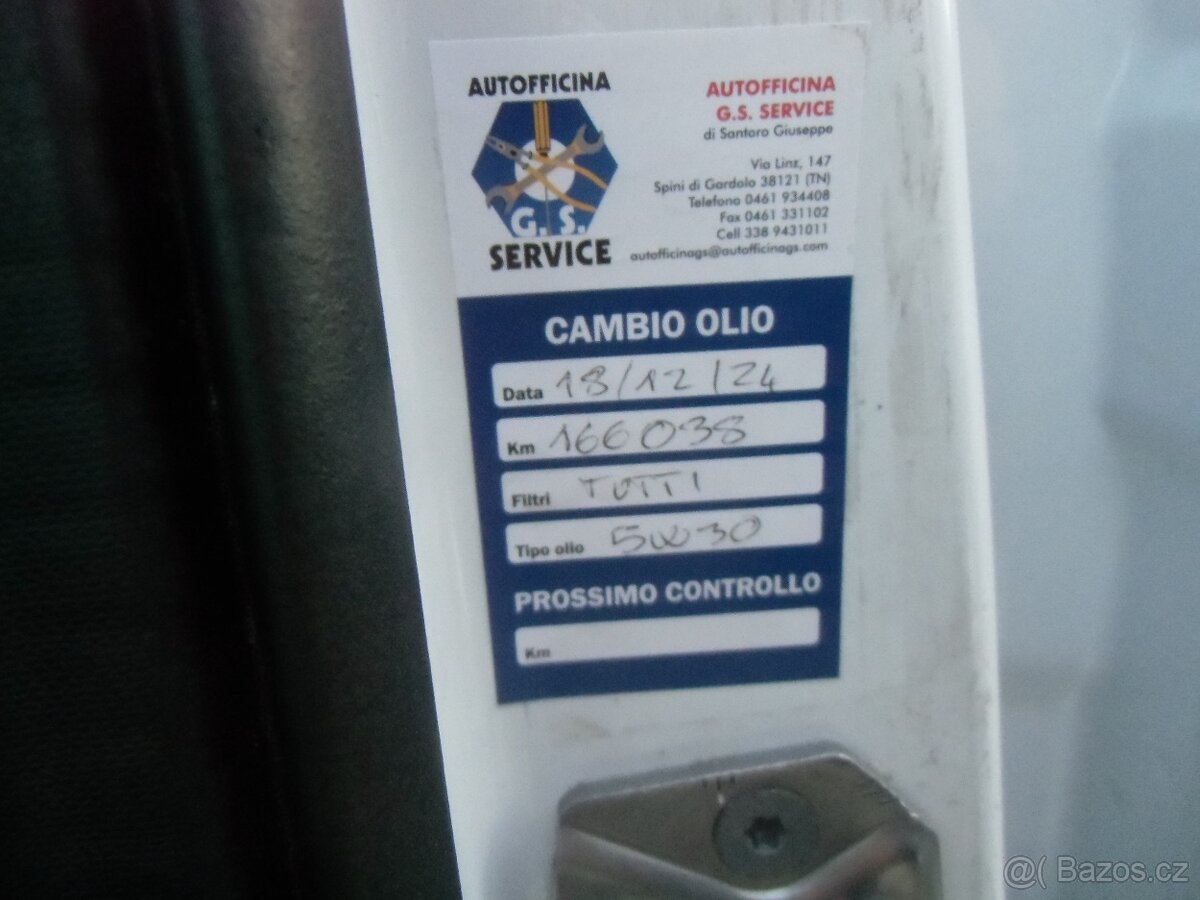 AUTOFFICINA
G. S.
SERVICE
AUTOFFICINA
G.S. SERVICE
di Santoro Giuseppe
Via Linz, 147
Spini di Gardolo 38121 (TN)
Telefono 0461 934408
Fax 0461 331102
Cell 338 9431011
autofficinags@autofficinags.com
CAMBIO OLIO
Data 18/12/24
Km 166038
Filtri TUTTI
Tipo olio 5W30
PROSSIMO CONTROLLO
Km
@( Bazos.cz